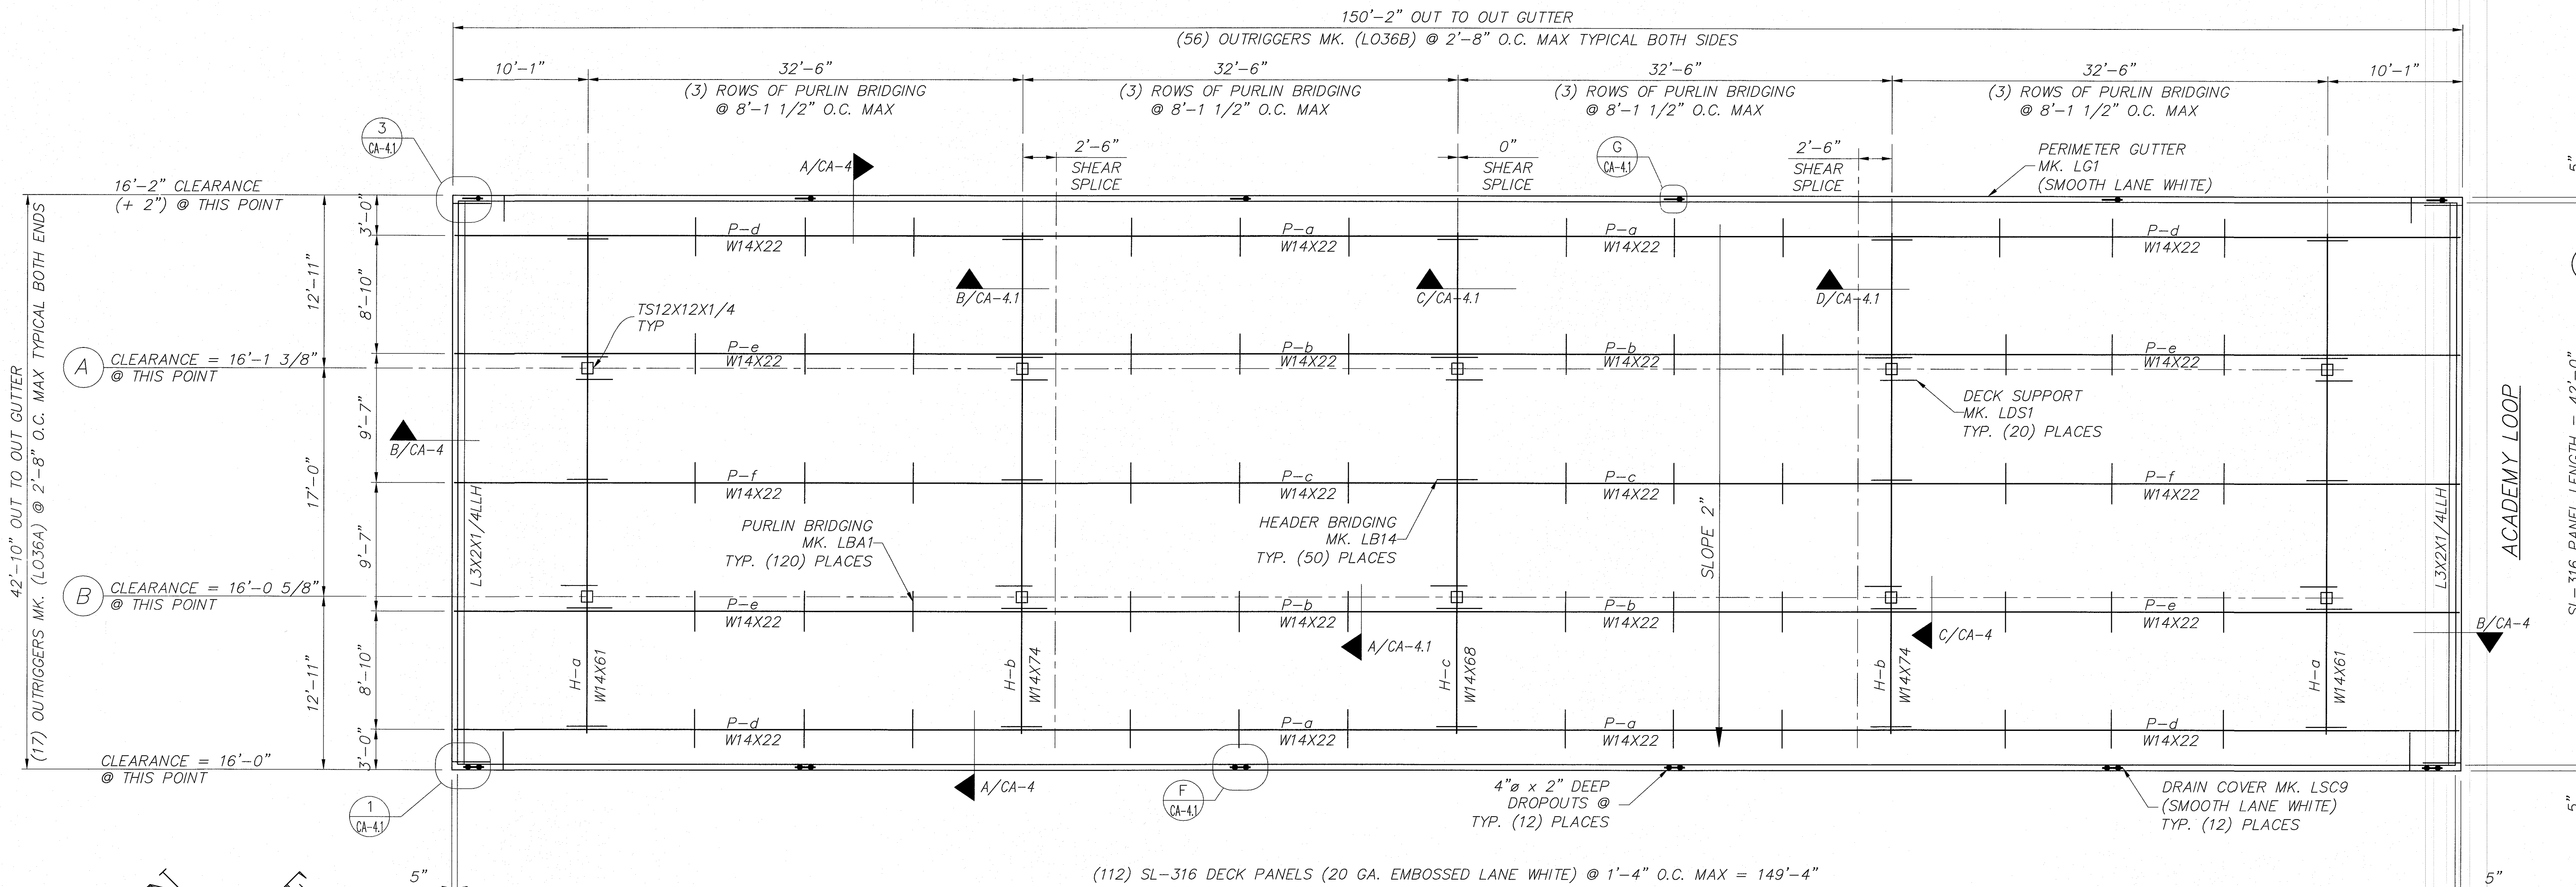 150'-2" OUT TO OUT GUTTER
(56) OUTRIGGERS MK. (LO36B) @ 2'-8" O.C. MAX TYPICAL BOTH SIDES
10'-1"
32'-6"
32'-6"
32'-6"
32'-6"
10'-1"
(3) ROWS OF PURLIN BRIDGING
@ 8'-1 1/2" O.C. MAX
(3) ROWS OF PURLIN BRIDGING
@ 8'-1 1/2" O.C. MAX
(3) ROWS OF PURLIN BRIDGING
@ 8'-1 1/2" O.C. MAX
(3) ROWS OF PURLIN BRIDGING
@ 8'-1 1/2" O.C. MAX
3
CA-4.1
A/CA-4
2'-6"
SHEAR
SPLICE
0"
SHEAR
SPLICE
G
CA-4.1
2'-6"
SHEAR
SPLICE
PERIMETER GUTTER
MK. LG1
(SMOOTH LANE WHITE)
16'-2" CLEARANCE
(+ 2") @ THIS POINT
42'-10" OUT TO OUT GUTTER
(17) OUTRIGGERS MK. (LO36A) @ 2'-8" O.C. MAX TYPICAL BOTH ENDS
12'-11"
17'-0"
12'-11"
3'-0"
8'-10"
9'-7"
9'-7"
8'-10"
3'-0"
P-d
W14X22
P-a
W14X22
P-a
W14X22
P-d
W14X22
B/CA-4.1
C/CA-4.1
D/CA-4.1
TS12X12X1/4
TYP
A
CLEARANCE = 16'-1 3/8"
@ THIS POINT
P-e
W14X22
P-b
W14X22
P-b
W14X22
P-e
W14X22
DECK SUPPORT
MK. LDS1
TYP. (20) PLACES
B/CA-4
P-f
W14X22
P-c
W14X22
P-c
W14X22
P-f
W14X22
L3X2X1/4LLH
PURLIN BRIDGING
MK. LBA1
TYP. (120) PLACES
HEADER BRIDGING
MK. LB14
TYP. (50) PLACES
SLOPE 2"
L3X2X1/4LLH
ACADEMY LOOP
SL-316 PANEL LENGTH = 42'-0"
5"
5"
B
CLEARANCE = 16'-0 5/8"
@ THIS POINT
P-e
W14X22
P-b
W14X22
P-b
W14X22
P-e
W14X22
A/CA-4.1
C/CA-4
B/CA-4
H-a
W14X61
H-b
W14X74
H-c
W14X68
H-b
W14X74
H-a
W14X61
P-d
W14X22
P-a
W14X22
P-a
W14X22
P-d
W14X22
CLEARANCE = 16'-0"
@ THIS POINT
1
CA-4.1
A/CA-4
F
CA-4.1
4"ø x 2" DEEP
DROPOUTS @
TYP. (12) PLACES
DRAIN COVER MK. LSC9
(SMOOTH LANE WHITE)
TYP. (12) PLACES
5"
(112) SL-316 DECK PANELS (20 GA. EMBOSSED LANE WHITE) @ 1'-4" O.C. MAX = 149'-4"
5"